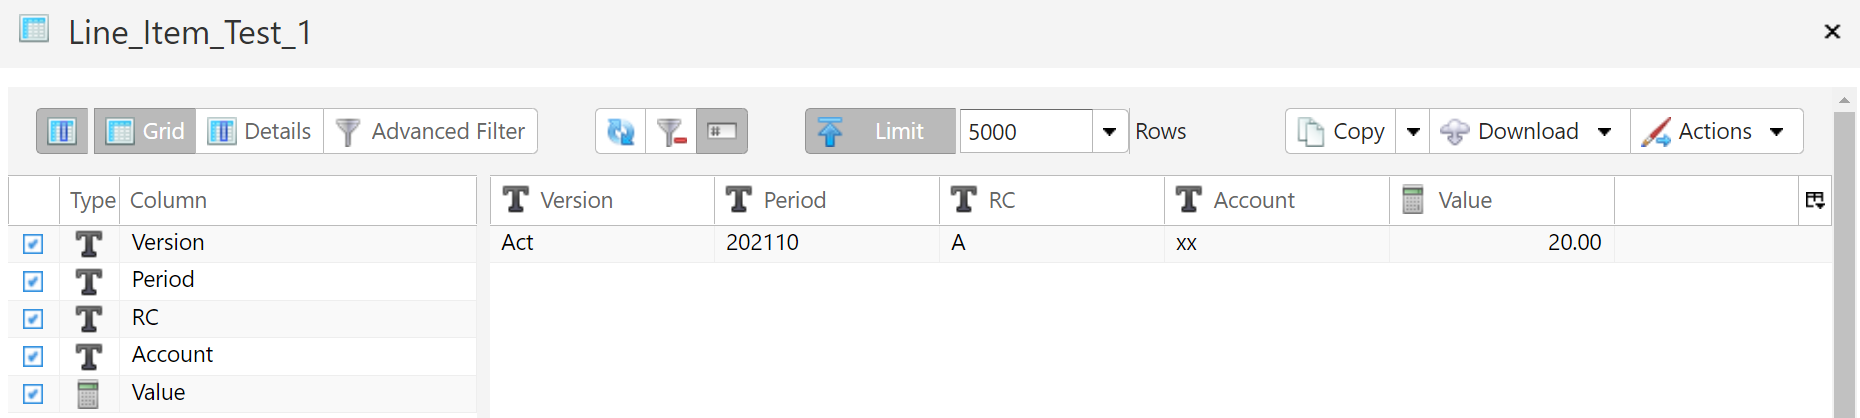 Line_Item_Test_1
Grid Details Advanced Filter # Limit 5000 Rows Copy Download Actions
Type Column Version Period RC Account Value
Version Act 202110 A xx 20.00
Period
RC
Account
Value